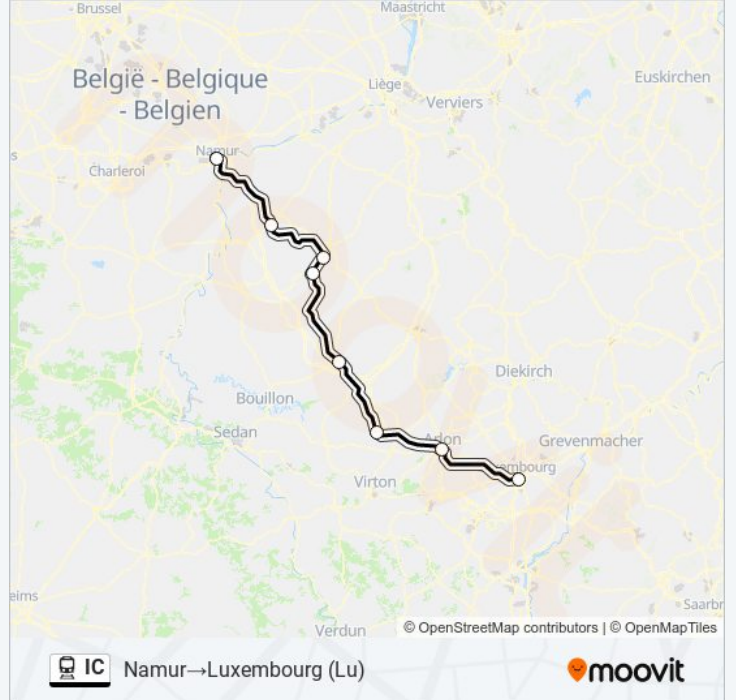 - Brussel
Maastricht
België - Belgique
- Belgien
Liège
Euskirchen
Verviers
Namur
Charleroi
Diekirch
Bouillon
Sedan
Arlon
Grevenmacher
embourg
Virton
eims
Saarbr
Verdun
© OpenStreetMap contributors | © OpenMapTiles
IC Namur→Luxembourg (Lu)
moovit